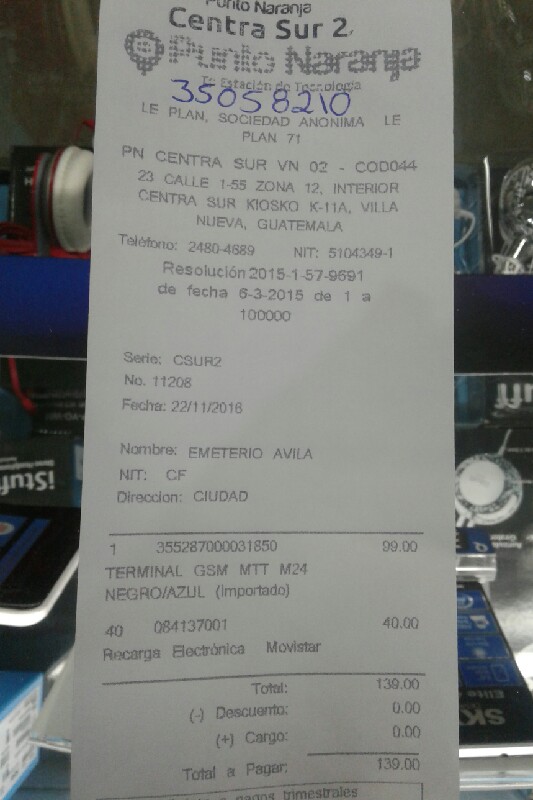 Punto Naranja
Centra Sur 2,
Punto Naranja
Tu Estación de Tecnología
35058210
LE PLAN, SOCIEDAD ANONIMA LE
PLAN 71
PN CENTRA SUR VN 02 - COD044
23 CALLE 1-55 ZONA 12, INTERIOR
CENTRA SUR KIOSKO K-11A, VILLA
NUEVA, GUATEMALA
Teléfono: 2480-4689 NIT: 5104349-1
Resolución 2015-1-57-9691
de fecha 6-3-2015 de 1 a
100000
Serie: CSUR2
No. 11208
Fecha: 22/11/2016
Nombre: EMETERIO AVILA
NIT: CF
Direccion: CIUDAD
1 355287000031850 99.00
TERMINAL GSM MTT M24
NEGRO/AZUL (Importado)
40 084137001 40.00
Recarga Electrónica Movistar
Total: 139.00
(-) Descuento: 0.00
(+) Cargo: 0.00
Total a Pagar: 139.00
a pagos trimestrales
iStuff
SK
Elite